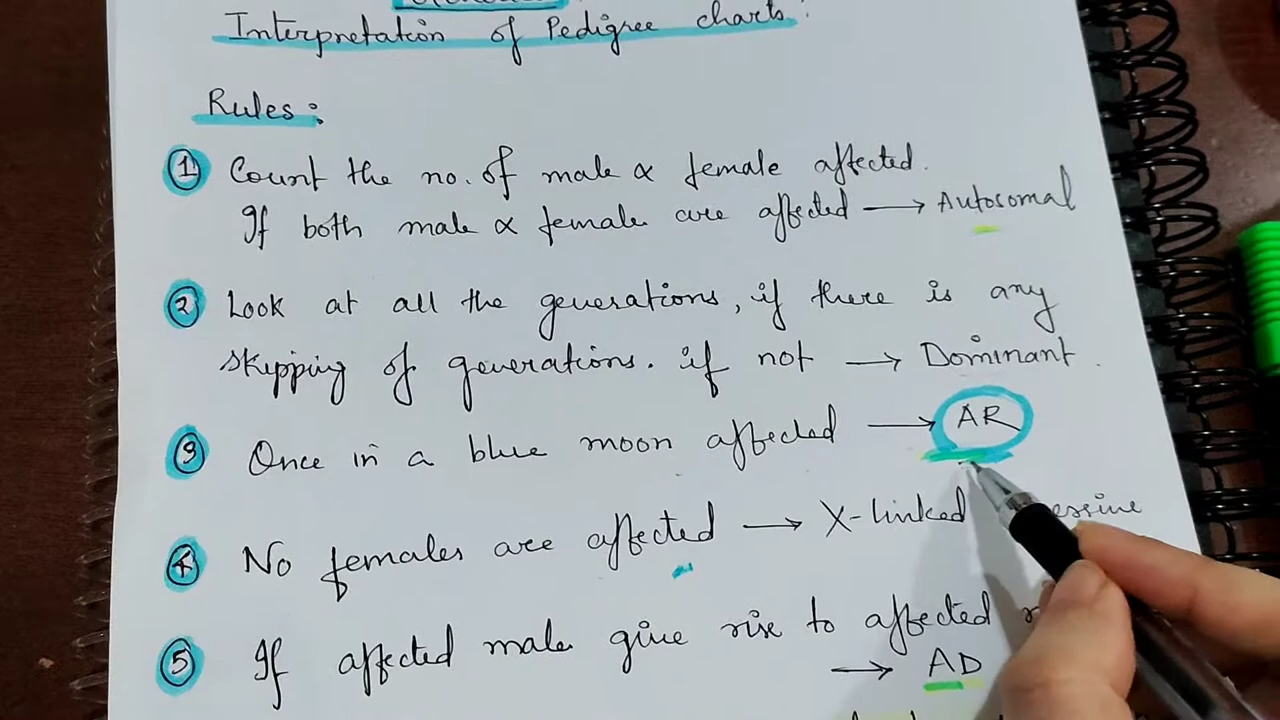 Interpretation of Pedigree charts:
Rules:
① Count the no. of male & female affected.
If both male & female are affected → Autosomal
② Look at all the generations, if there is any
skipping of generations. if not → Dominant.
③ Once in a blue moon affected → AR
④ No females are affected → X-linked
⑤ If affected male give rise to affected
→ AD